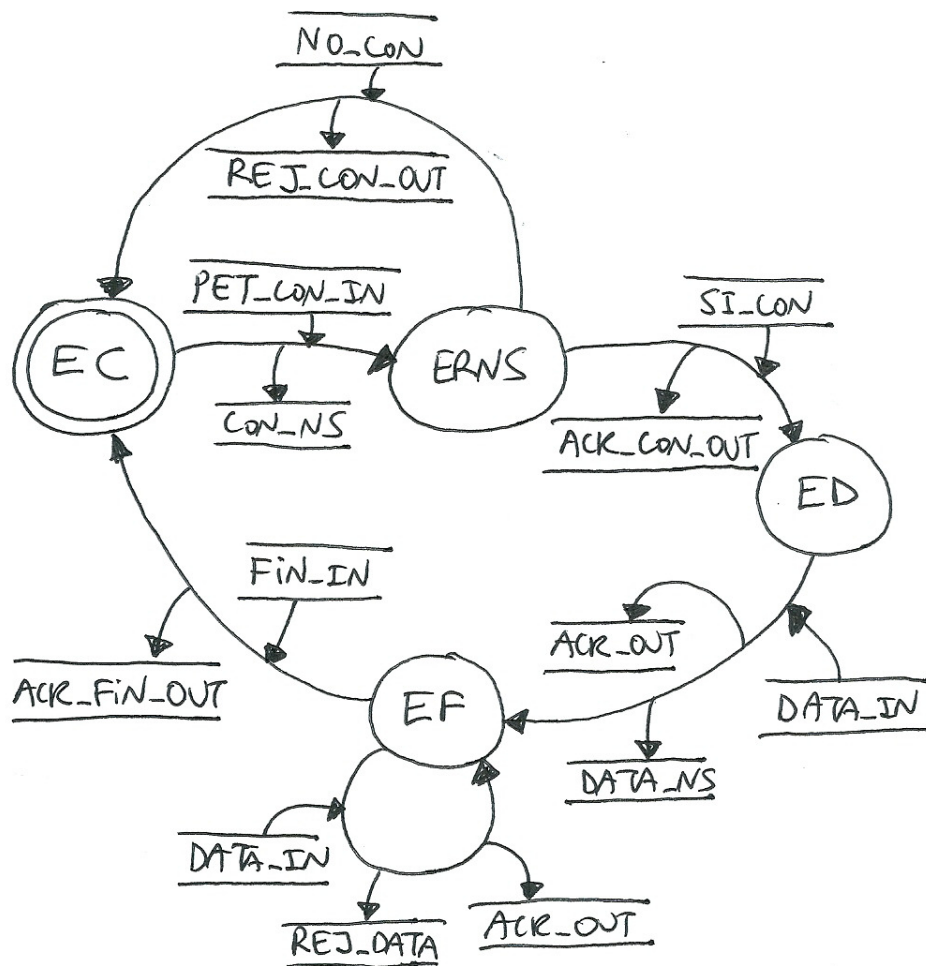 NO_CON
REJ_CON_OUT
PET_CON_IN
SI_CON
EC
ERNS
CON_NS
ACK_CON_OUT
ED
FiN_IN
ACK_OUT
ACK_FiN_OUT
EF
DATA_IN
DATA_NS
DATA_IN
REJ_DATA
ACK_OUT